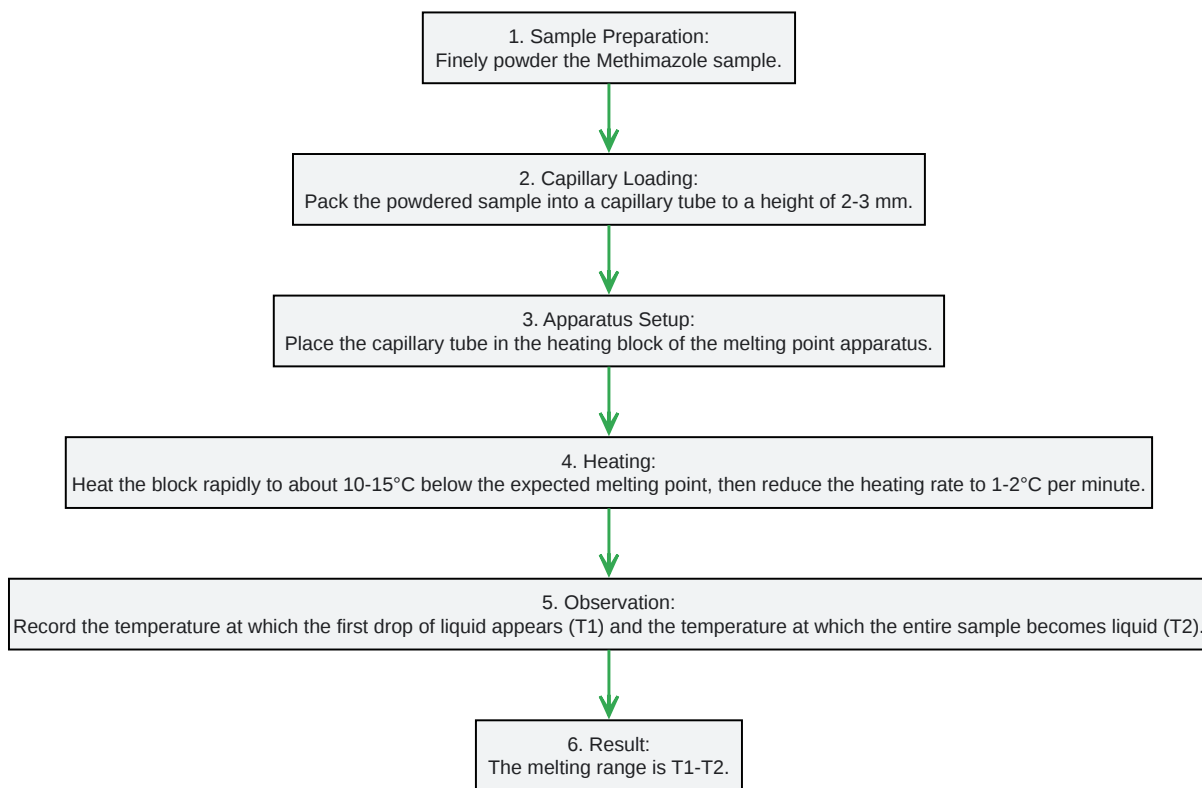 1. Sample Preparation:
Finely powder the Methimazole sample.
2. Capillary Loading:
Pack the powdered sample into a capillary tube to a height of 2-3 mm.
3. Apparatus Setup:
Place the capillary tube in the heating block of the melting point apparatus.
4. Heating:
Heat the block rapidly to about 10-15°C below the expected melting point, then reduce the heating rate to 1-2°C per minute.
5. Observation:
Record the temperature at which the first drop of liquid appears (T1) and the temperature at which the entire sample becomes liquid (T2).
6. Result:
The melting range is T1-T2.